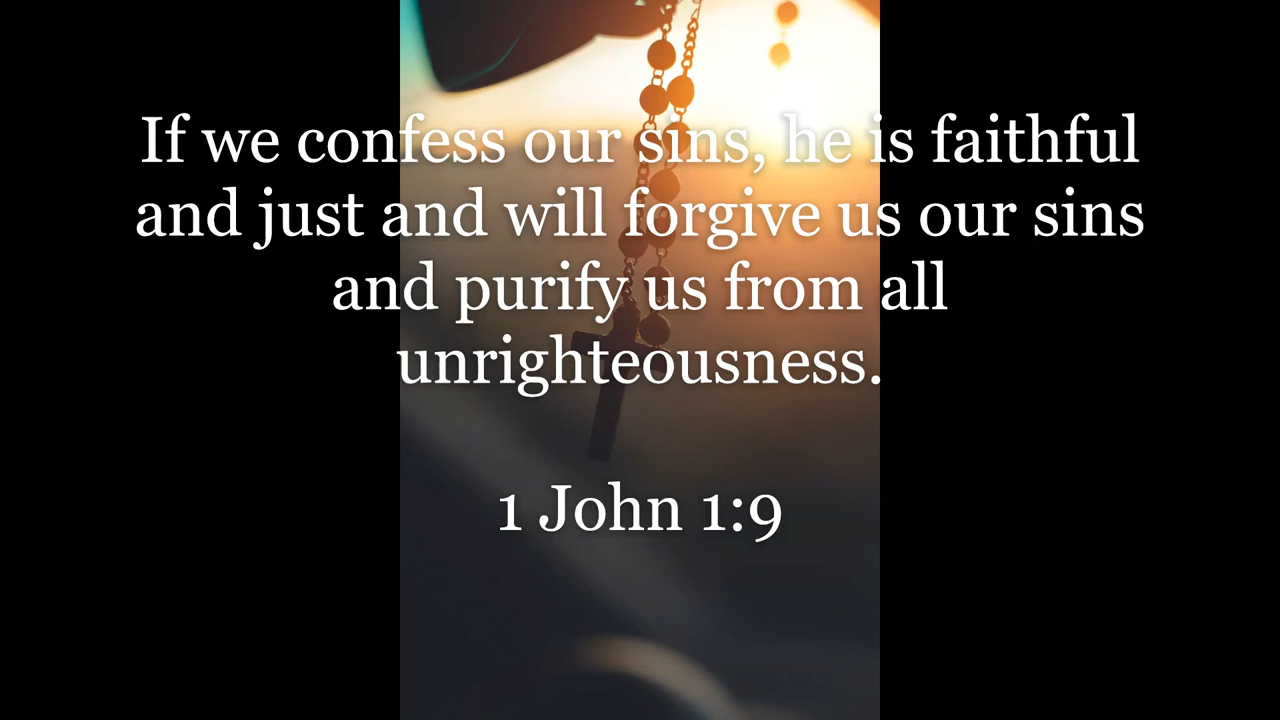 If we confess our sins, he is faithful
and just and will forgive us our sins
and purify us from all
unrighteousness.
1 John 1:9